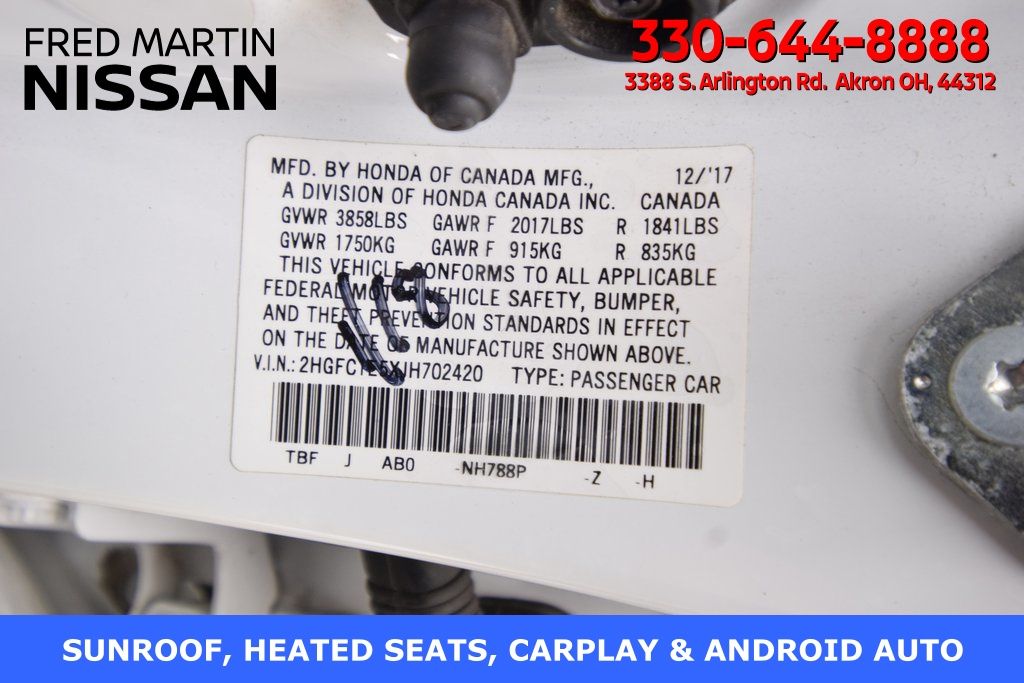 FRED MARTIN
NISSAN
330-644-8888
3388 S. Arlington Rd. Akron OH, 44312
MFD. BY HONDA OF CANADA MFG., 12/'17
A DIVISION OF HONDA CANADA INC. CANADA
GVWR 3858LBS GAWR F 2017LBS R 1841LBS
GVWR 1750KG GAWR F 915KG R 835KG
THIS VEHICLE CONFORMS TO ALL APPLICABLE
FEDERAL MOTOR VEHICLE SAFETY, BUMPER,
AND THEFT PREVENTION STANDARDS IN EFFECT
ON THE DATE OF MANUFACTURE SHOWN ABOVE.
V.I.N.: 2HGFC1E5XJH702420 TYPE: PASSENGER CAR
TBF J AB0 -NH788P -Z -H
SUNROOF, HEATED SEATS, CARPLAY & ANDROID AUTO